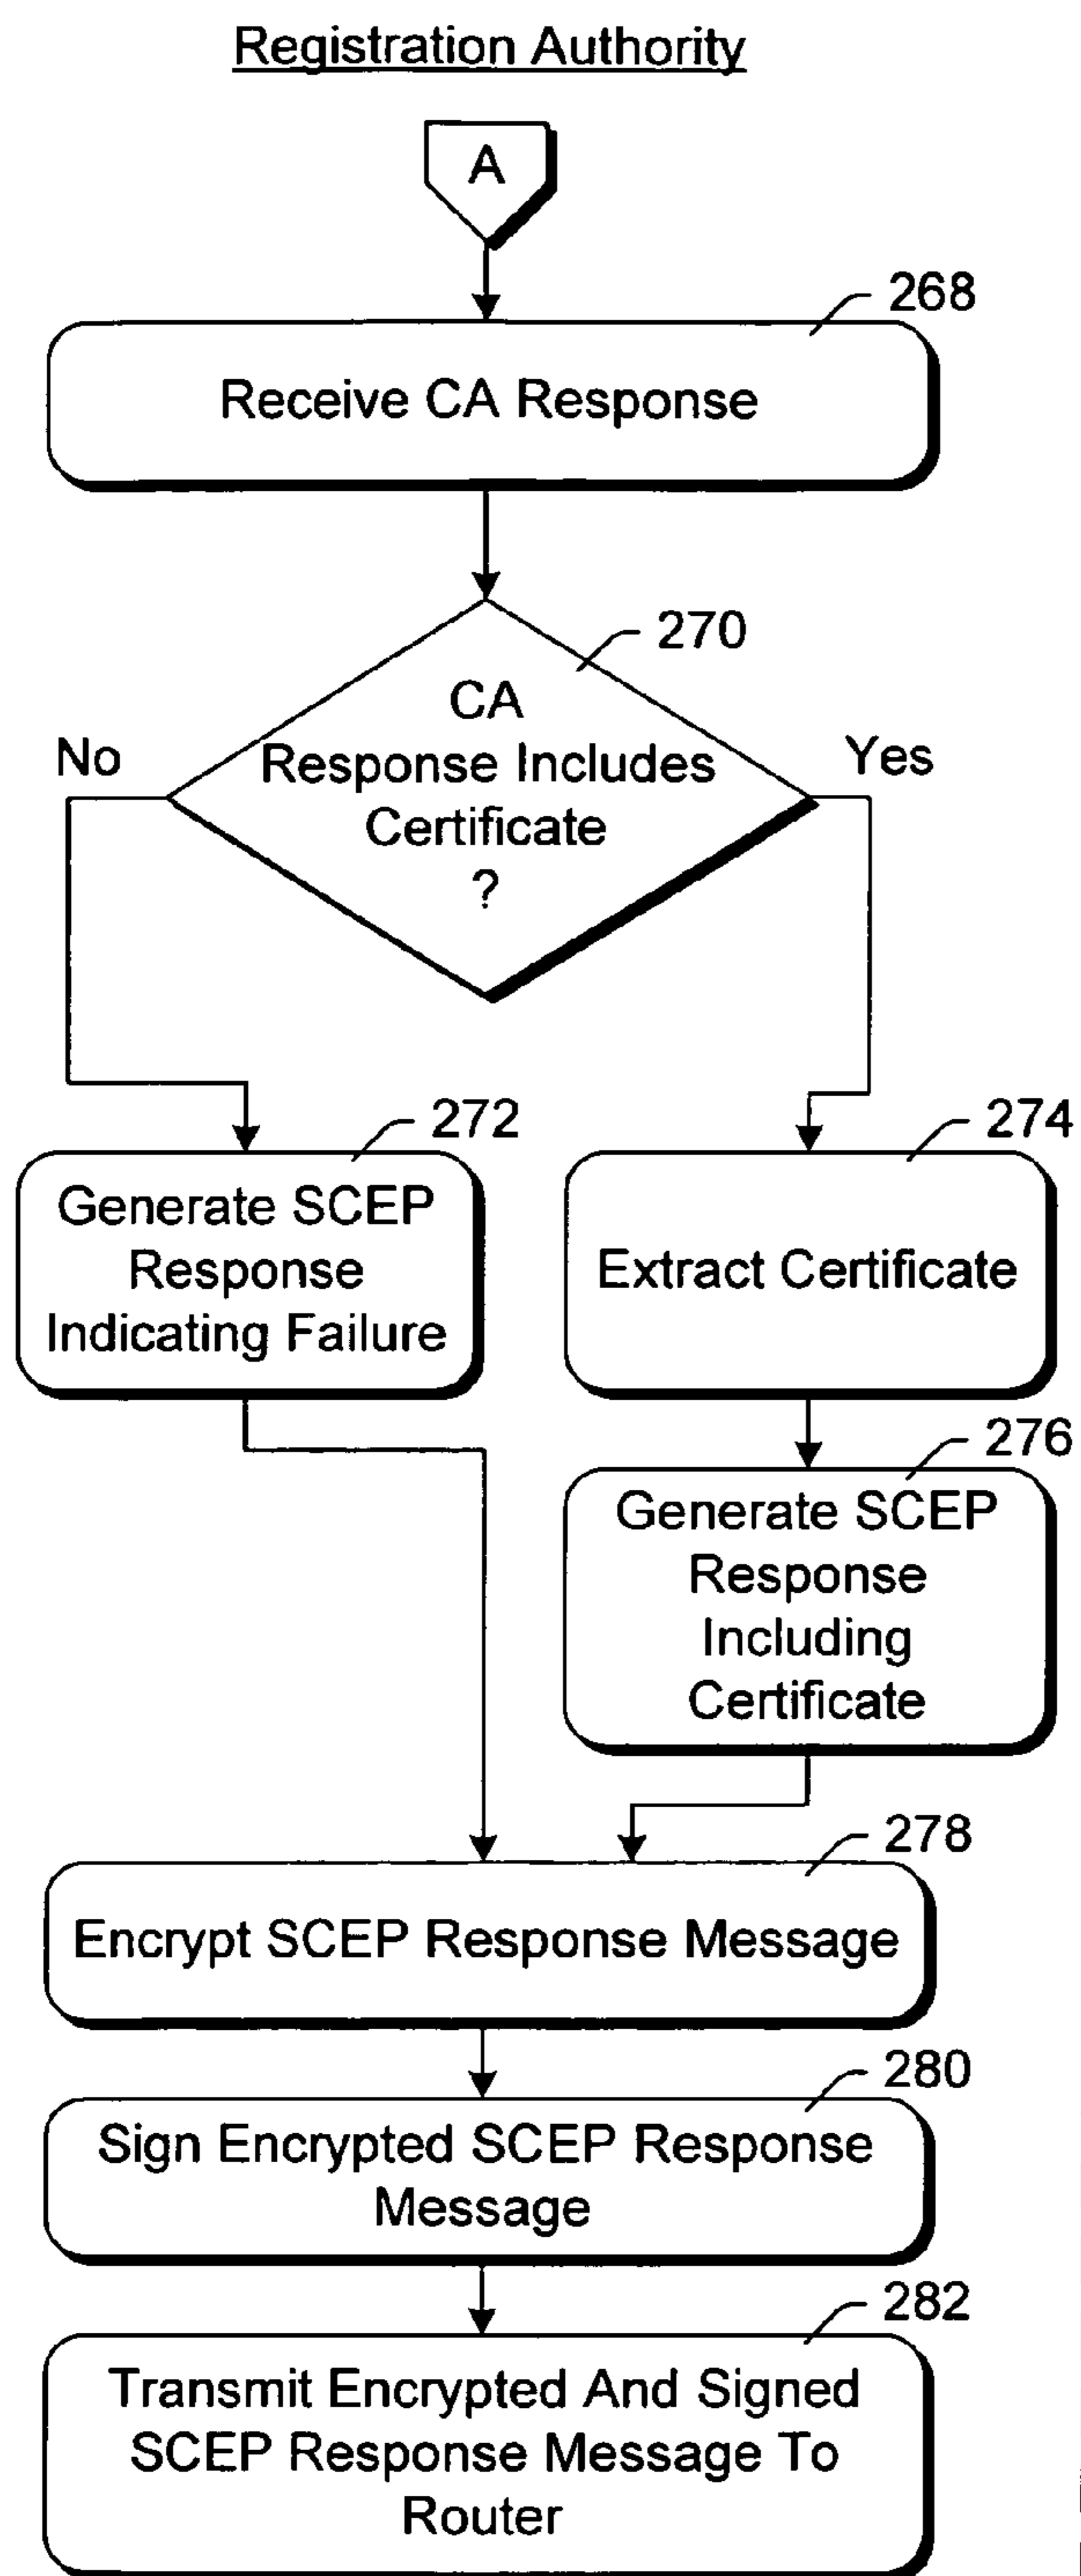 Registration Authority
A
268
Receive CA Response
270
CA
Response Includes
Certificate
?
No
Yes
272
Generate SCEP
Response
Indicating Failure
274
Extract Certificate
276
Generate SCEP
Response
Including
Certificate
278
Encrypt SCEP Response Message
280
Sign Encrypted SCEP Response
Message
282
Transmit Encrypted And Signed
SCEP Response Message To
Router